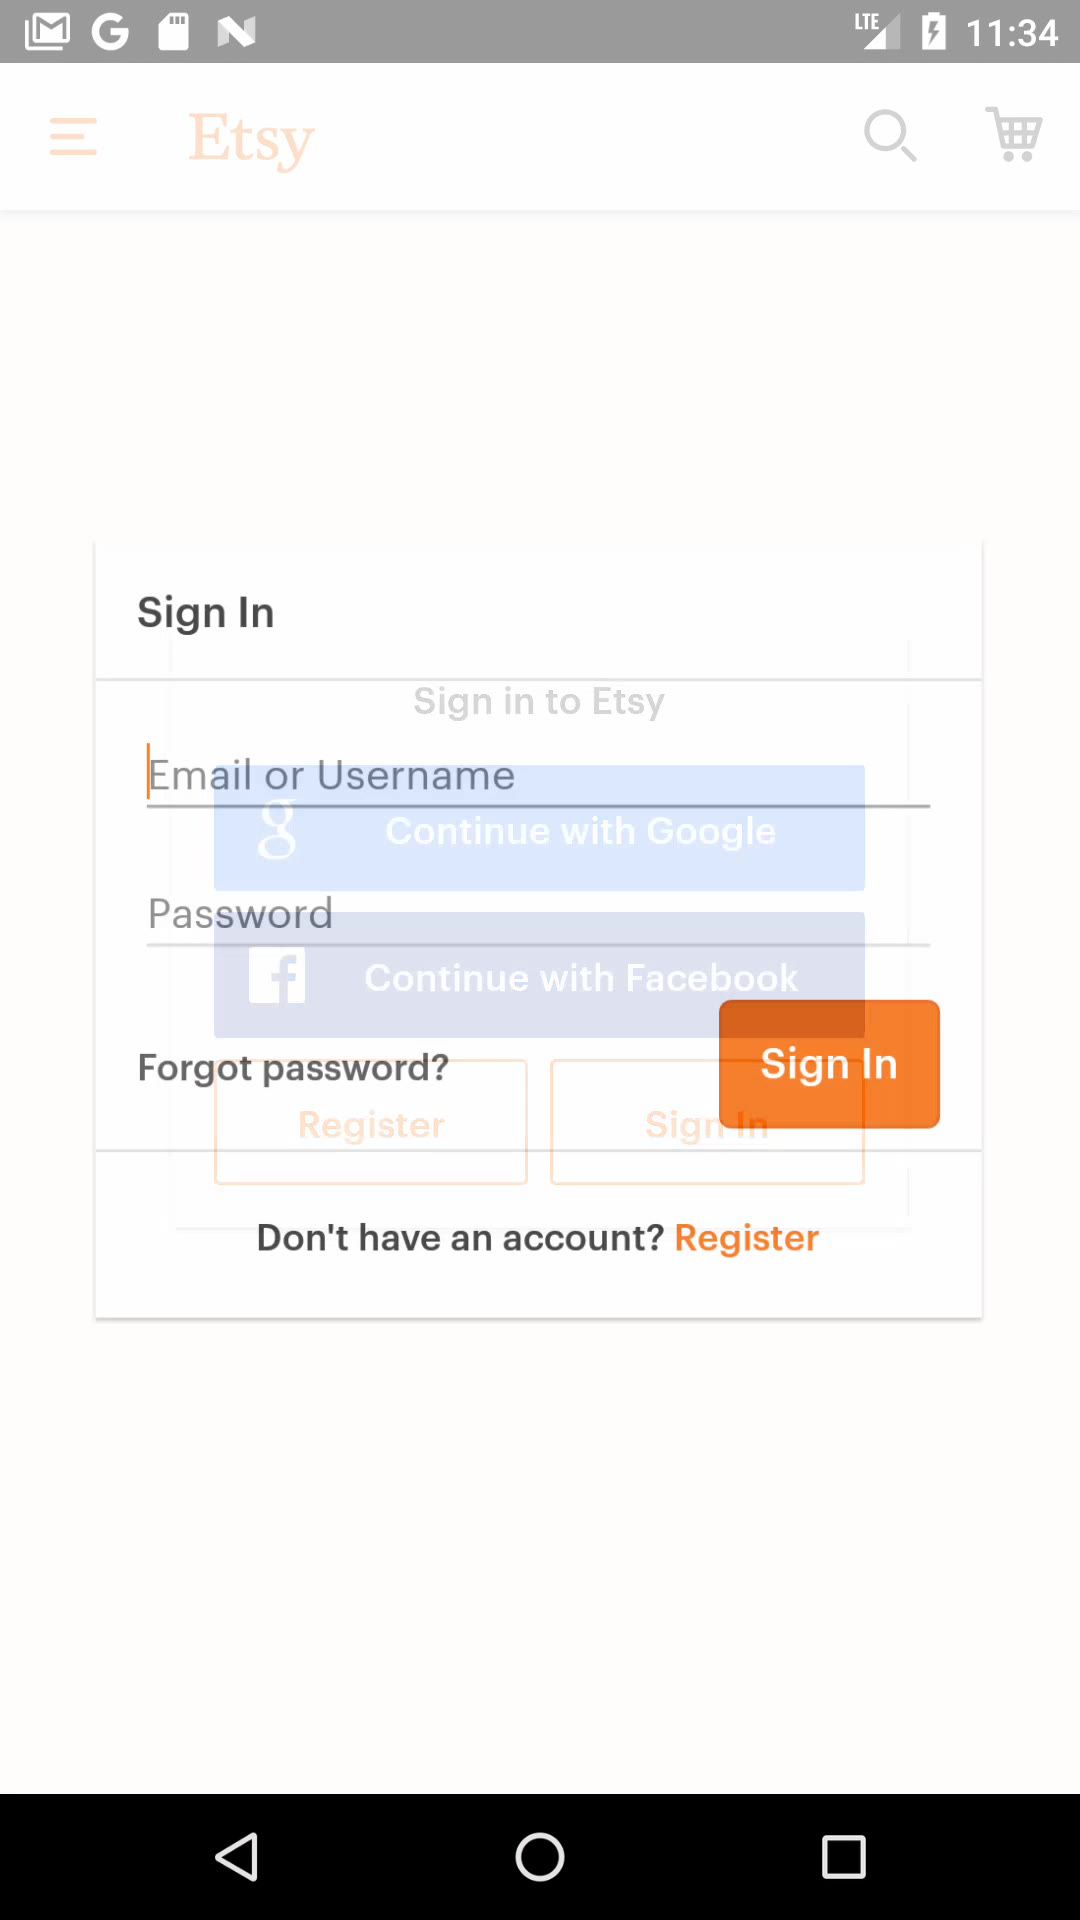 LTE 11:34
Etsy
Sign In
Sign in to Etsy
Email or Username
Continue with Google
Password
Continue with Facebook
Forgot password?
Sign In
Register
Sign In
Don't have an account? Register